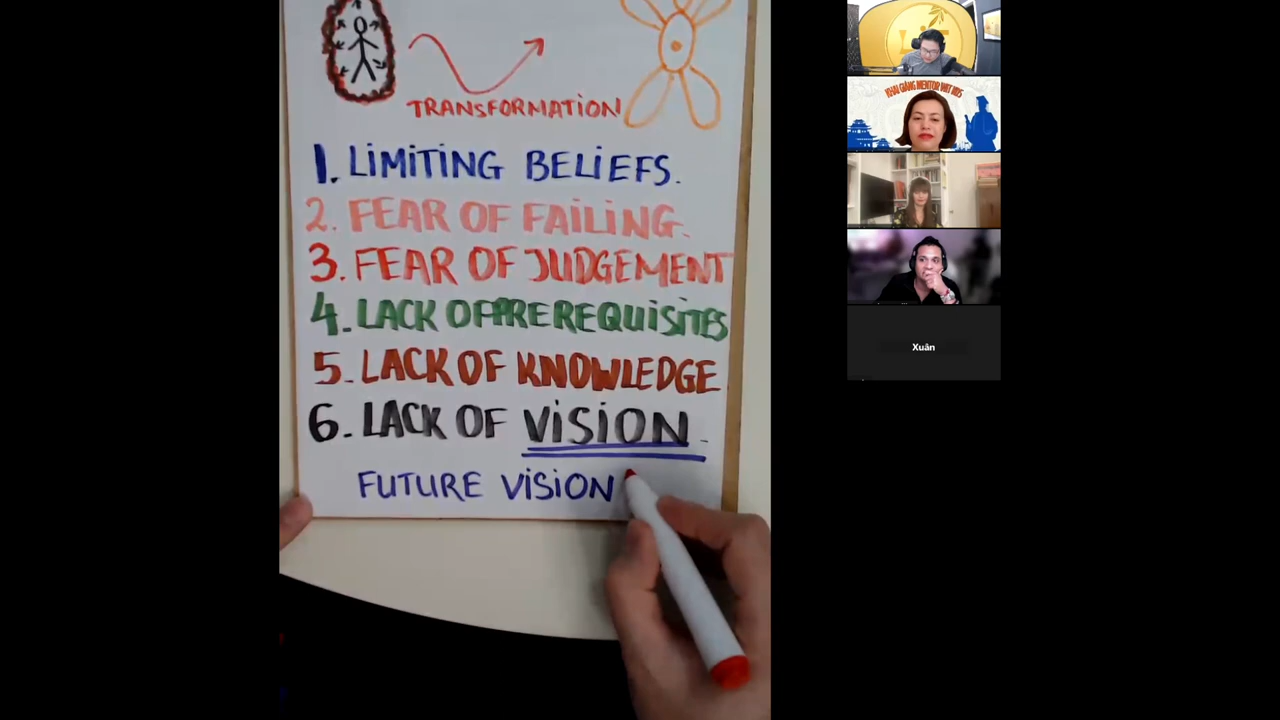 TRANSFORMATION
1. LIMITING BELIEFS.
2. FEAR OF FAILING.
3. FEAR OF JUDGEMENT
4. LACK OF PREREQUISITES
5. LACK OF KNOWLEDGE
6. LACK OF VISION.
FUTURE VISION
Xuân